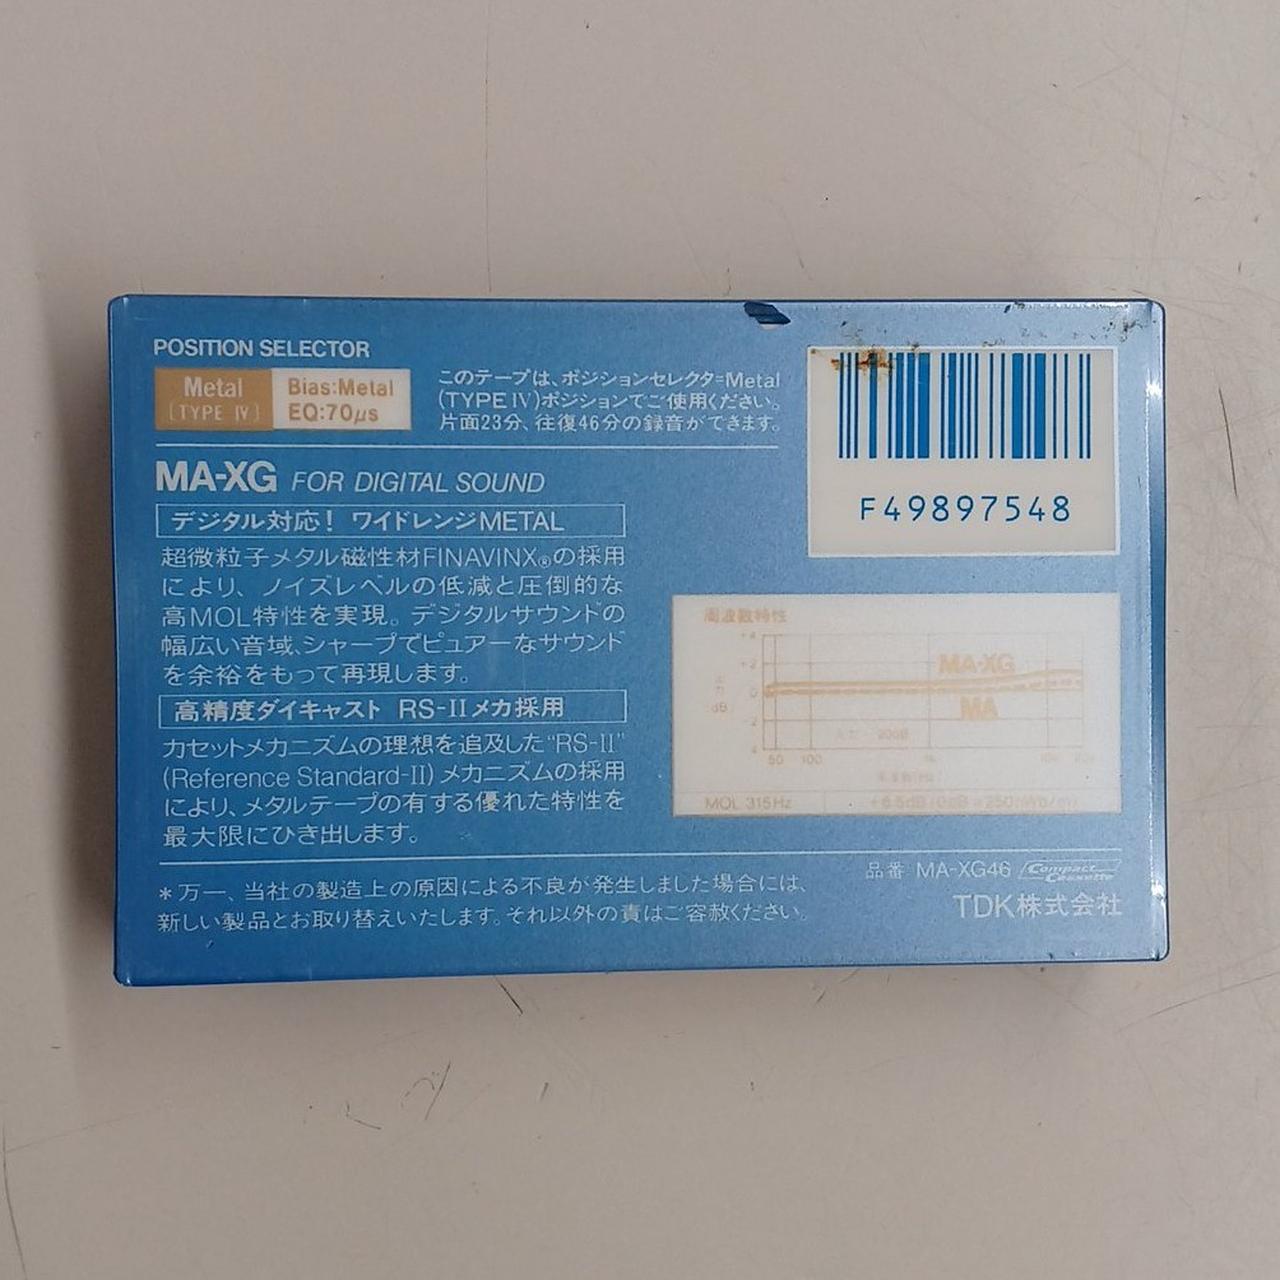 POSITION SELECTOR
Metal
[TYPE IV]
Bias:Metal
EQ:70μs
このテープは、ポジションセレクタ=Metal
(TYPE IV)ポジションでご使用ください。
片面23分、往復46分の録音ができます。
MA-XG FOR DIGITAL SOUND
デジタル対応! ワイドレンジMETAL
超微粒子メタル磁性材FINAVINX®の採用
により、ノイズレベルの低減と圧倒的な
高MOL特性を実現。デジタルサウンドの
幅広い音域、シャープでピュアーなサウンド
を余裕をもって再現します。
高精度ダイキャスト RS-IIメカ採用
カセットメカニズムの理想を追及した“RS-II”
(Reference Standard-II)メカニズムの採用
により、メタルテープの有する優れた特性を
最大限にひき出します。
F49897548
周波数特性
+4
+2
0
2
4
(dB)
MA-XG
MA
50 100 1k 10k 20k
MOL 315Hz +6.5dB(0dB=250nWb/m)
品番 MA-XG46 Compact Cassette
TDK株式会社
*万一、当社の製造上の原因による不良が発生しました場合には、
新しい製品とお取り替えいたします。それ以外の責はご容赦ください。